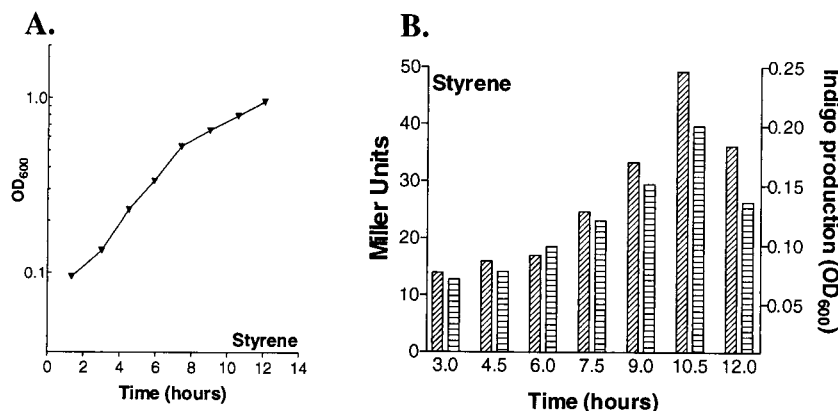 A.
OD600
1.0
0.1
Styrene
0 2 4 6 8 10 12 14
Time (hours)
B.
Styrene
Miller Units
50
40
30
20
10
0
3.0 4.5 6.0 7.5 9.0 10.5 12.0
Time (hours)
0.25
0.20
0.15
0.10
0.05
Indigo production (OD600)